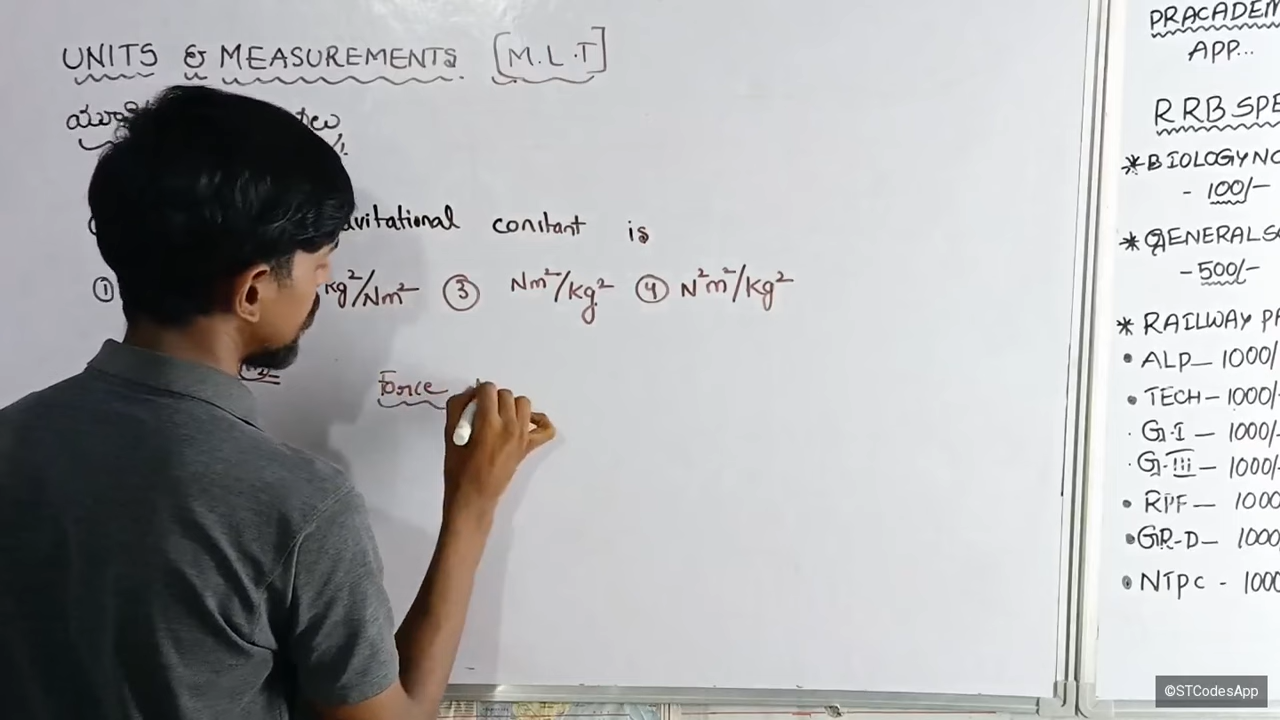 UNITS & MEASUREMENTS [M.L.T]
constant is
① Kg²/Nm² ③ Nm²/Kg² ④ N²m²/Kg²
Force
PRACADEM
APP...
RRB SPE
*BIOLOGY NO
- 100/-
*GENERAL S
- 500/-
* RAILWAY P
• ALP - 1000/
• TECH - 1000/-
• G-I - 1000/
• G-III - 1000/
• RPF - 1000
• GR-D - 1000
• NTPC - 1000
©STCodesApp